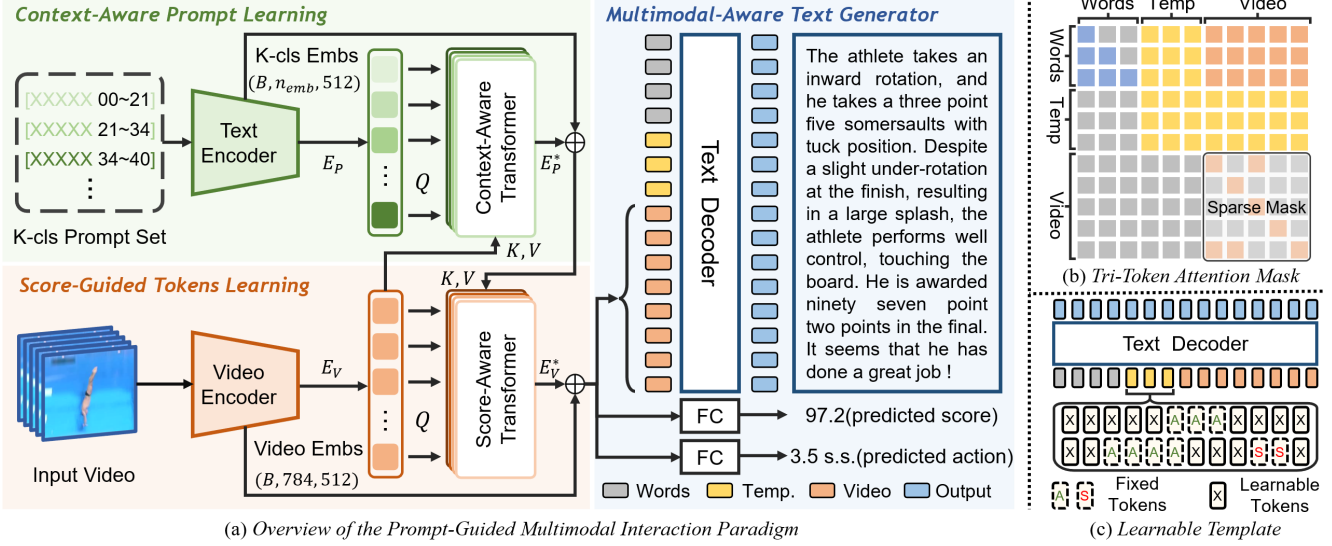 Context-Aware Prompt Learning
K-cls Embs
(B, n_emb, 512)
[XXXXX 00~21]
[XXXXX 21~34]
[XXXXX 34~40]
⋮
K-cls Prompt Set
Text
Encoder
E_P
⋮
Q
Context-Aware
Transformer
E_P^*
K, V
Score-Guided Tokens Learning
K, V
Input Video
Video
Encoder
E_V
Video Embs
(B, 784, 512)
⋮
Q
Score-Aware
Transformer
E_V^*
Multimodal-Aware Text Generator
Text Decoder
The athlete takes an
inward rotation, and
he takes a three point
five somersaults with
tuck position. Despite
a slight under-rotation
at the finish, resulting
in a large splash, the
athlete performs well
control, touching the
board. He is awarded
ninety seven point
two points in the final.
It seems that he has
done a great job !
FC
97.2(predicted score)
FC
3.5 s.s.(predicted action)
Words
Temp.
Video
Output
(a) Overview of the Prompt-Guided Multimodal Interaction Paradigm
Words Temp Video
Words
Temp
Video
Sparse Mask
(b) Tri-Token Attention Mask
Text Decoder
X X X X X A A A X X X X
X X A A A A X X X S S X
A S Fixed
Tokens
X Learnable
Tokens
(c) Learnable Template